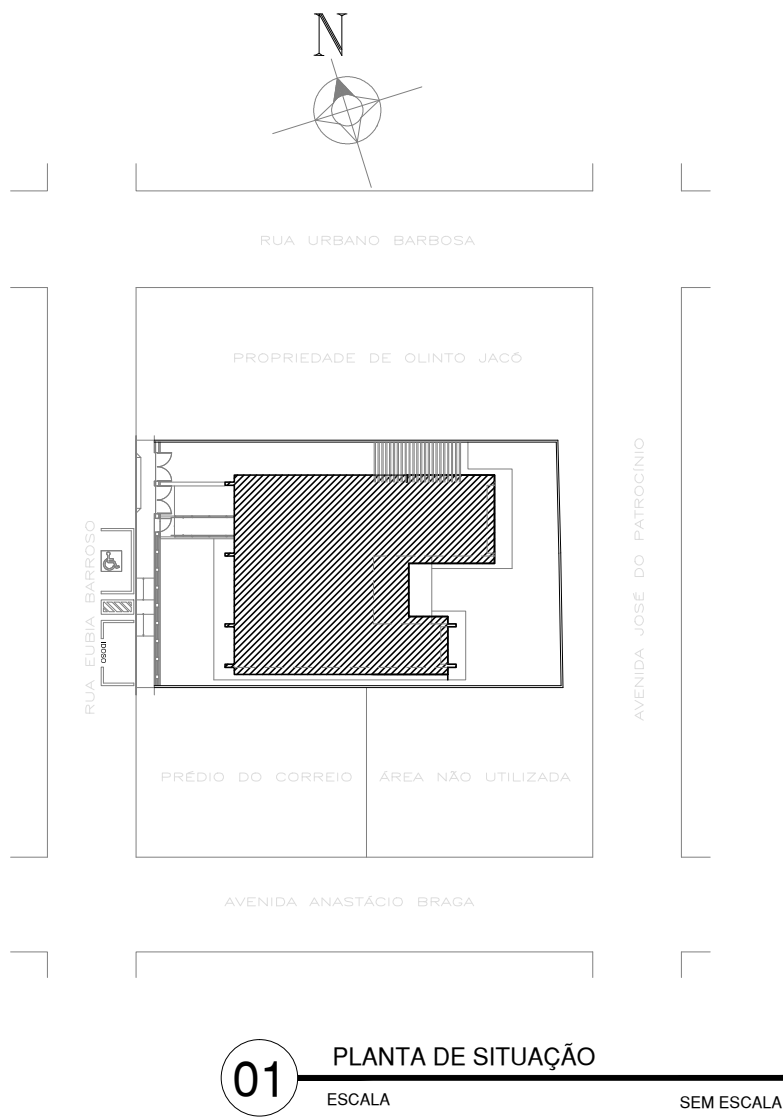 N
RUA URBANO BARBOSA
PROPRIEDADE DE OLINTO JACÓ
RUA EUBIA BARROSO
IDOSO
AVENIDA JOSÉ DO PATROCÍNIO
PRÉDIO DO CORREIO
ÁREA NÃO UTILIZADA
AVENIDA ANASTÁCIO BRAGA
01
PLANTA DE SITUAÇÃO
ESCALA
SEM ESCALA